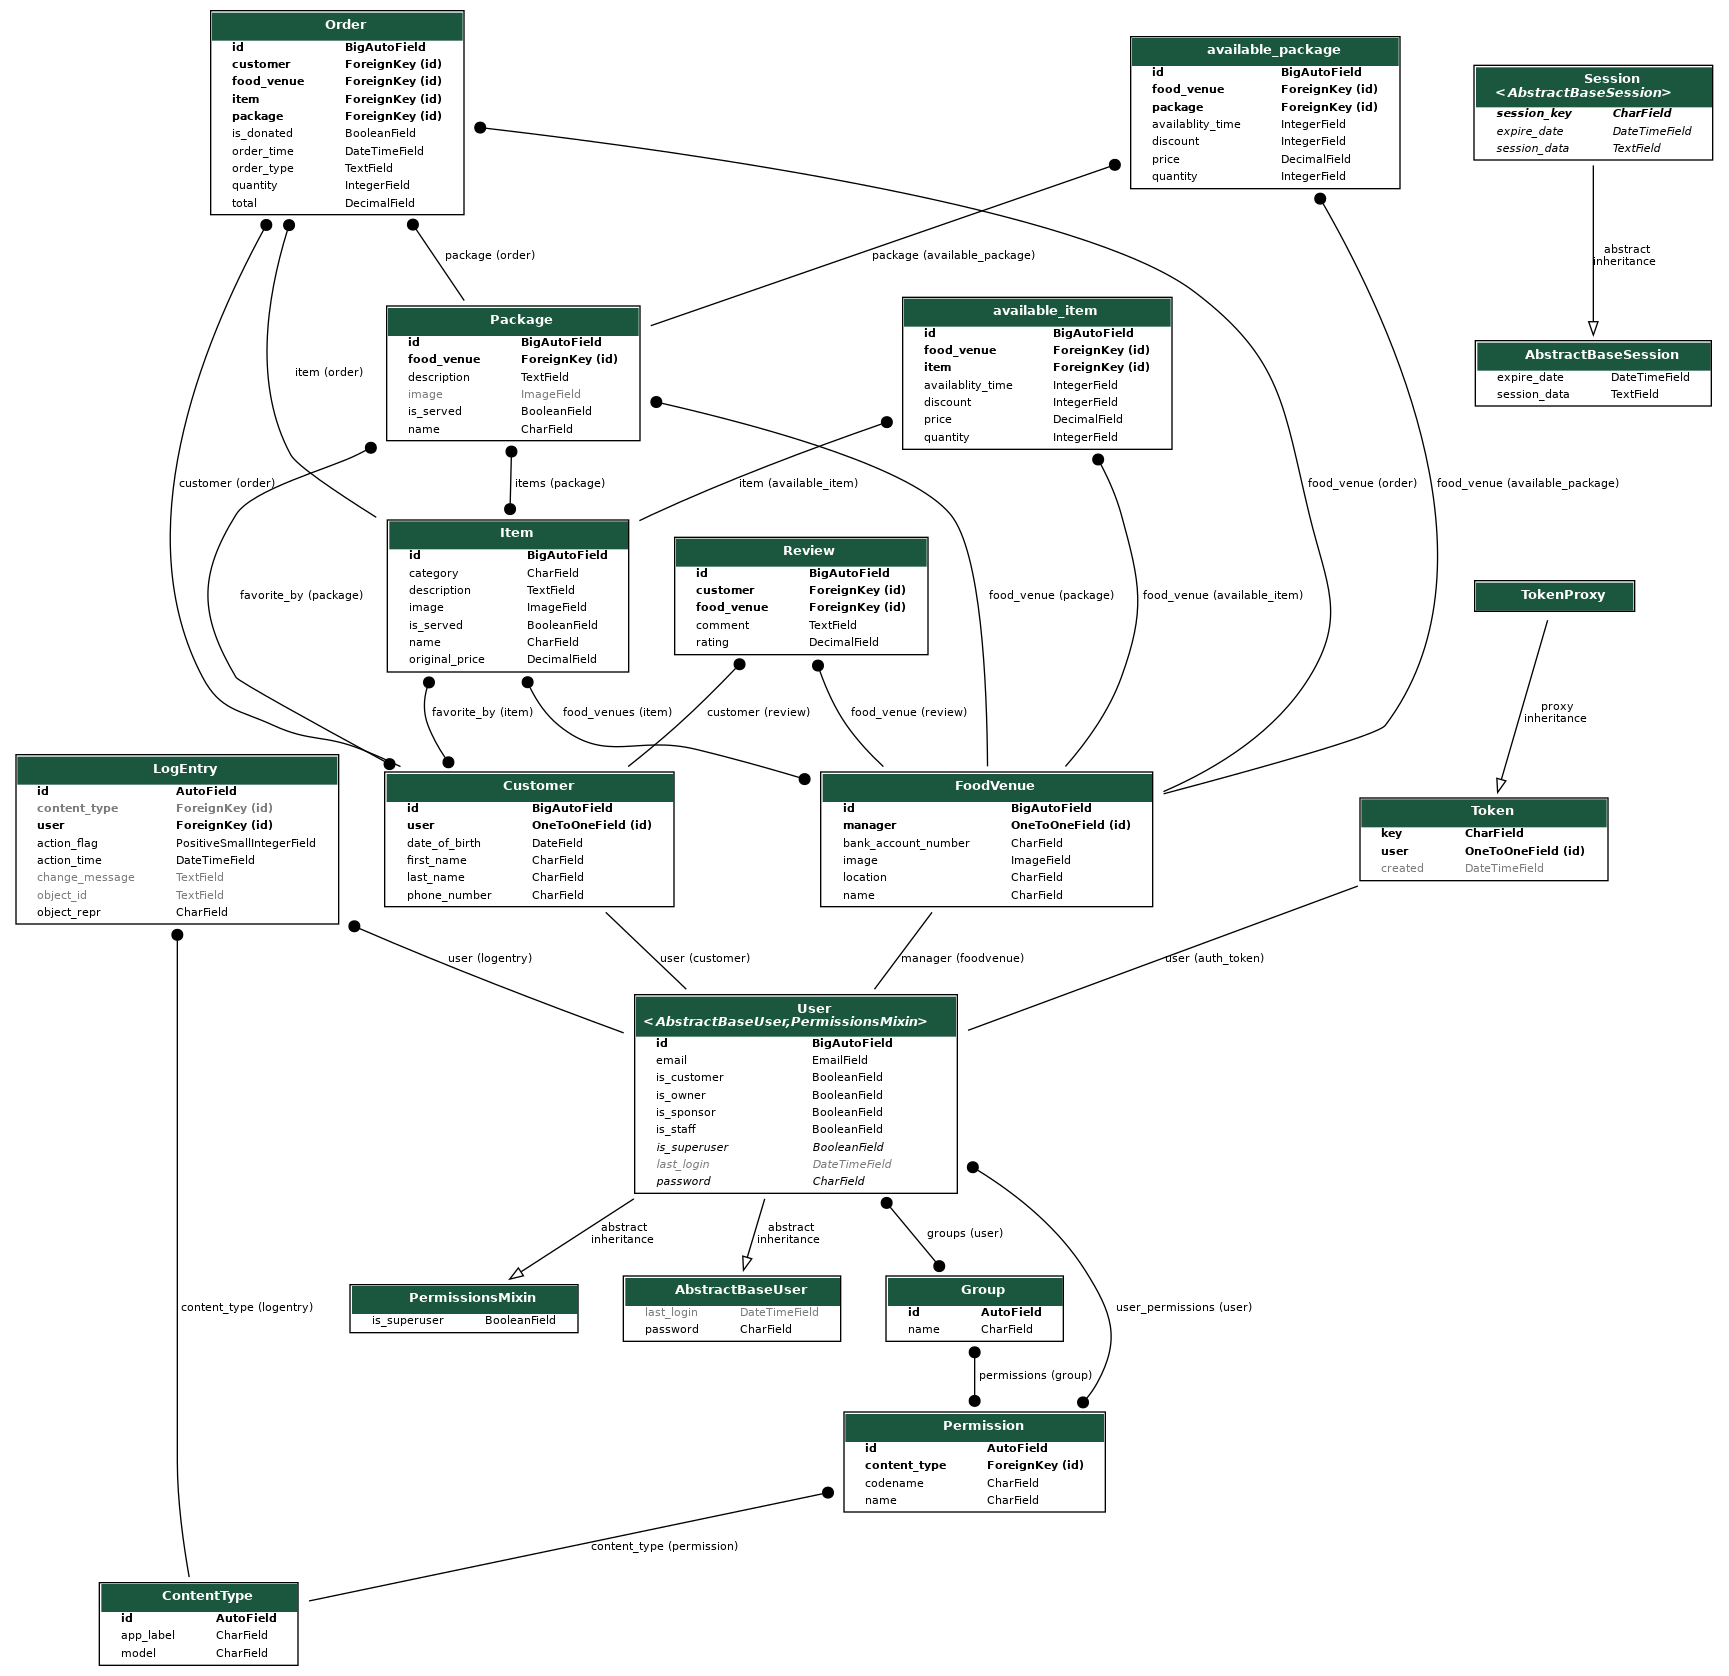 Order
id BigAutoField
customer ForeignKey (id)
food_venue ForeignKey (id)
item ForeignKey (id)
package ForeignKey (id)
is_donated BooleanField
order_time DateTimeField
order_type TextField
quantity IntegerField
total DecimalField
available_package
id BigAutoField
food_venue ForeignKey (id)
package ForeignKey (id)
availablity_time IntegerField
discount IntegerField
price DecimalField
quantity IntegerField
Session
<AbstractBaseSession>
session_key CharField
expire_date DateTimeField
session_data TextField
package (order)
package (available_package)
abstract
inheritance
Package
id BigAutoField
food_venue ForeignKey (id)
description TextField
image ImageField
is_served BooleanField
name CharField
available_item
id BigAutoField
food_venue ForeignKey (id)
item ForeignKey (id)
availablity_time IntegerField
discount IntegerField
price DecimalField
quantity IntegerField
AbstractBaseSession
expire_date DateTimeField
session_data TextField
item (order)
customer (order)
items (package)
item (available_item)
food_venue (order)
food_venue (available_package)
Item
id BigAutoField
category CharField
description TextField
image ImageField
is_served BooleanField
name CharField
original_price DecimalField
Review
id BigAutoField
customer ForeignKey (id)
food_venue ForeignKey (id)
comment TextField
rating DecimalField
favorite_by (package)
food_venue (package)
food_venue (available_item)
TokenProxy
favorite_by (item)
food_venues (item)
customer (review)
food_venue (review)
proxy
inheritance
LogEntry
id AutoField
content_type ForeignKey (id)
user ForeignKey (id)
action_flag PositiveSmallIntegerField
action_time DateTimeField
change_message TextField
object_id TextField
object_repr CharField
Customer
id BigAutoField
user OneToOneField (id)
date_of_birth DateField
first_name CharField
last_name CharField
phone_number CharField
FoodVenue
id BigAutoField
manager OneToOneField (id)
bank_account_number CharField
image ImageField
location CharField
name CharField
Token
key CharField
user OneToOneField (id)
created DateTimeField
user (logentry)
user (customer)
manager (foodvenue)
user (auth_token)
User
<AbstractBaseUser,PermissionsMixin>
id BigAutoField
email EmailField
is_customer BooleanField
is_owner BooleanField
is_sponsor BooleanField
is_staff BooleanField
is_superuser BooleanField
last_login DateTimeField
password CharField
abstract
inheritance
abstract
inheritance
groups (user)
PermissionsMixin
is_superuser BooleanField
AbstractBaseUser
last_login DateTimeField
password CharField
Group
id AutoField
name CharField
content_type (logentry)
user_permissions (user)
permissions (group)
Permission
id AutoField
content_type ForeignKey (id)
codename CharField
name CharField
content_type (permission)
ContentType
id AutoField
app_label CharField
model CharField